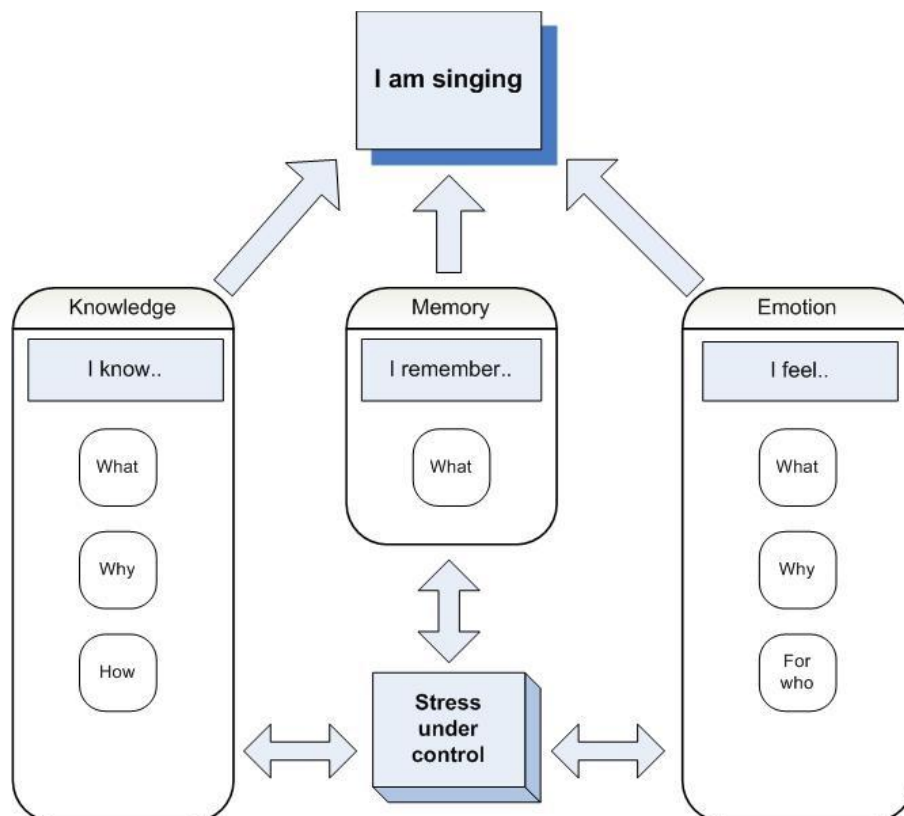 I am singing
Knowledge
I know..
What
Why
How
Memory
I remember..
What
Emotion
I feel..
What
Why
For
who
Stress
under
control